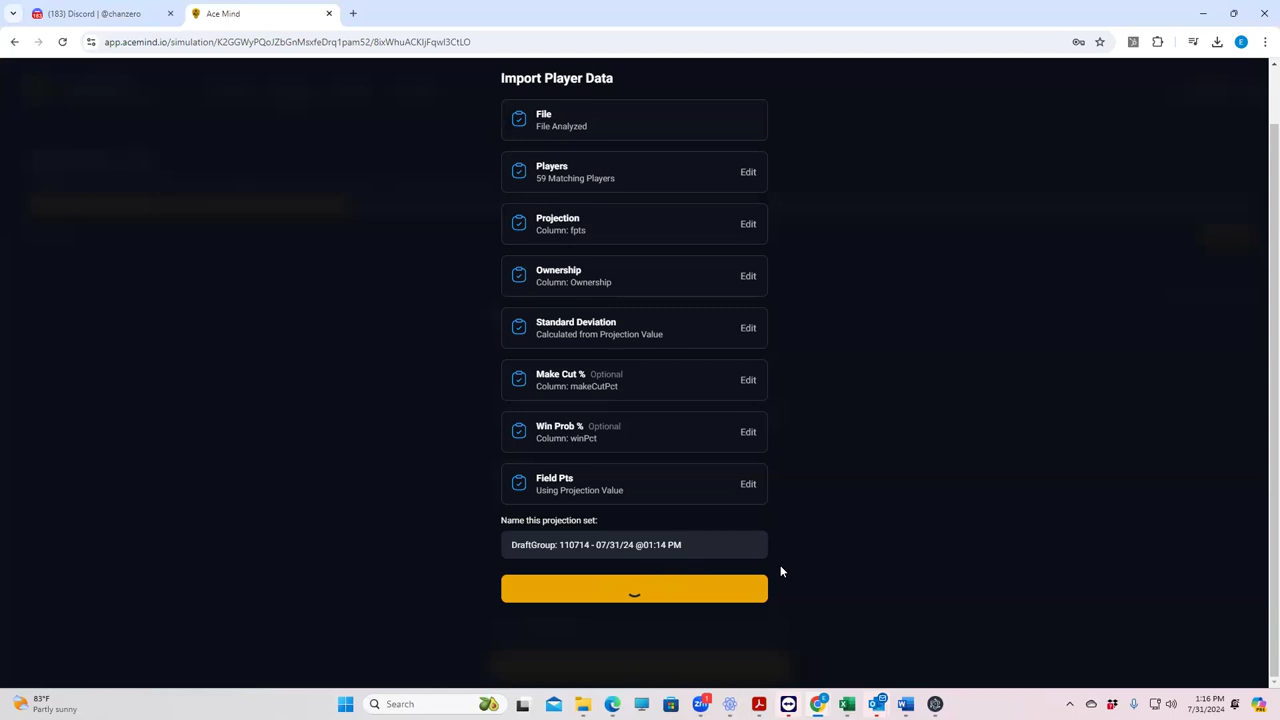 (183) Discord | @chanzero
Ace Mind
app.acemind.io/simulation/K2GGWyPQoJZbGnMsxfeDrq1pam52/8ixWhuACKIjFqwl3CtLO
Import Player Data
File
File Analyzed
Players
59 Matching Players
Edit
Projection
Column: fpts
Edit
Ownership
Column: Ownership
Edit
Standard Deviation
Calculated from Projection Value
Edit
Make Cut % Optional
Column: makeCutPct
Edit
Win Prob % Optional
Column: winPct
Edit
Field Pts
Using Projection Value
Edit
Name this projection set:
DraftGroup: 110714 - 07/31/24 @01:14 PM
83°F
Partly sunny
Search
1:16 PM
7/31/2024